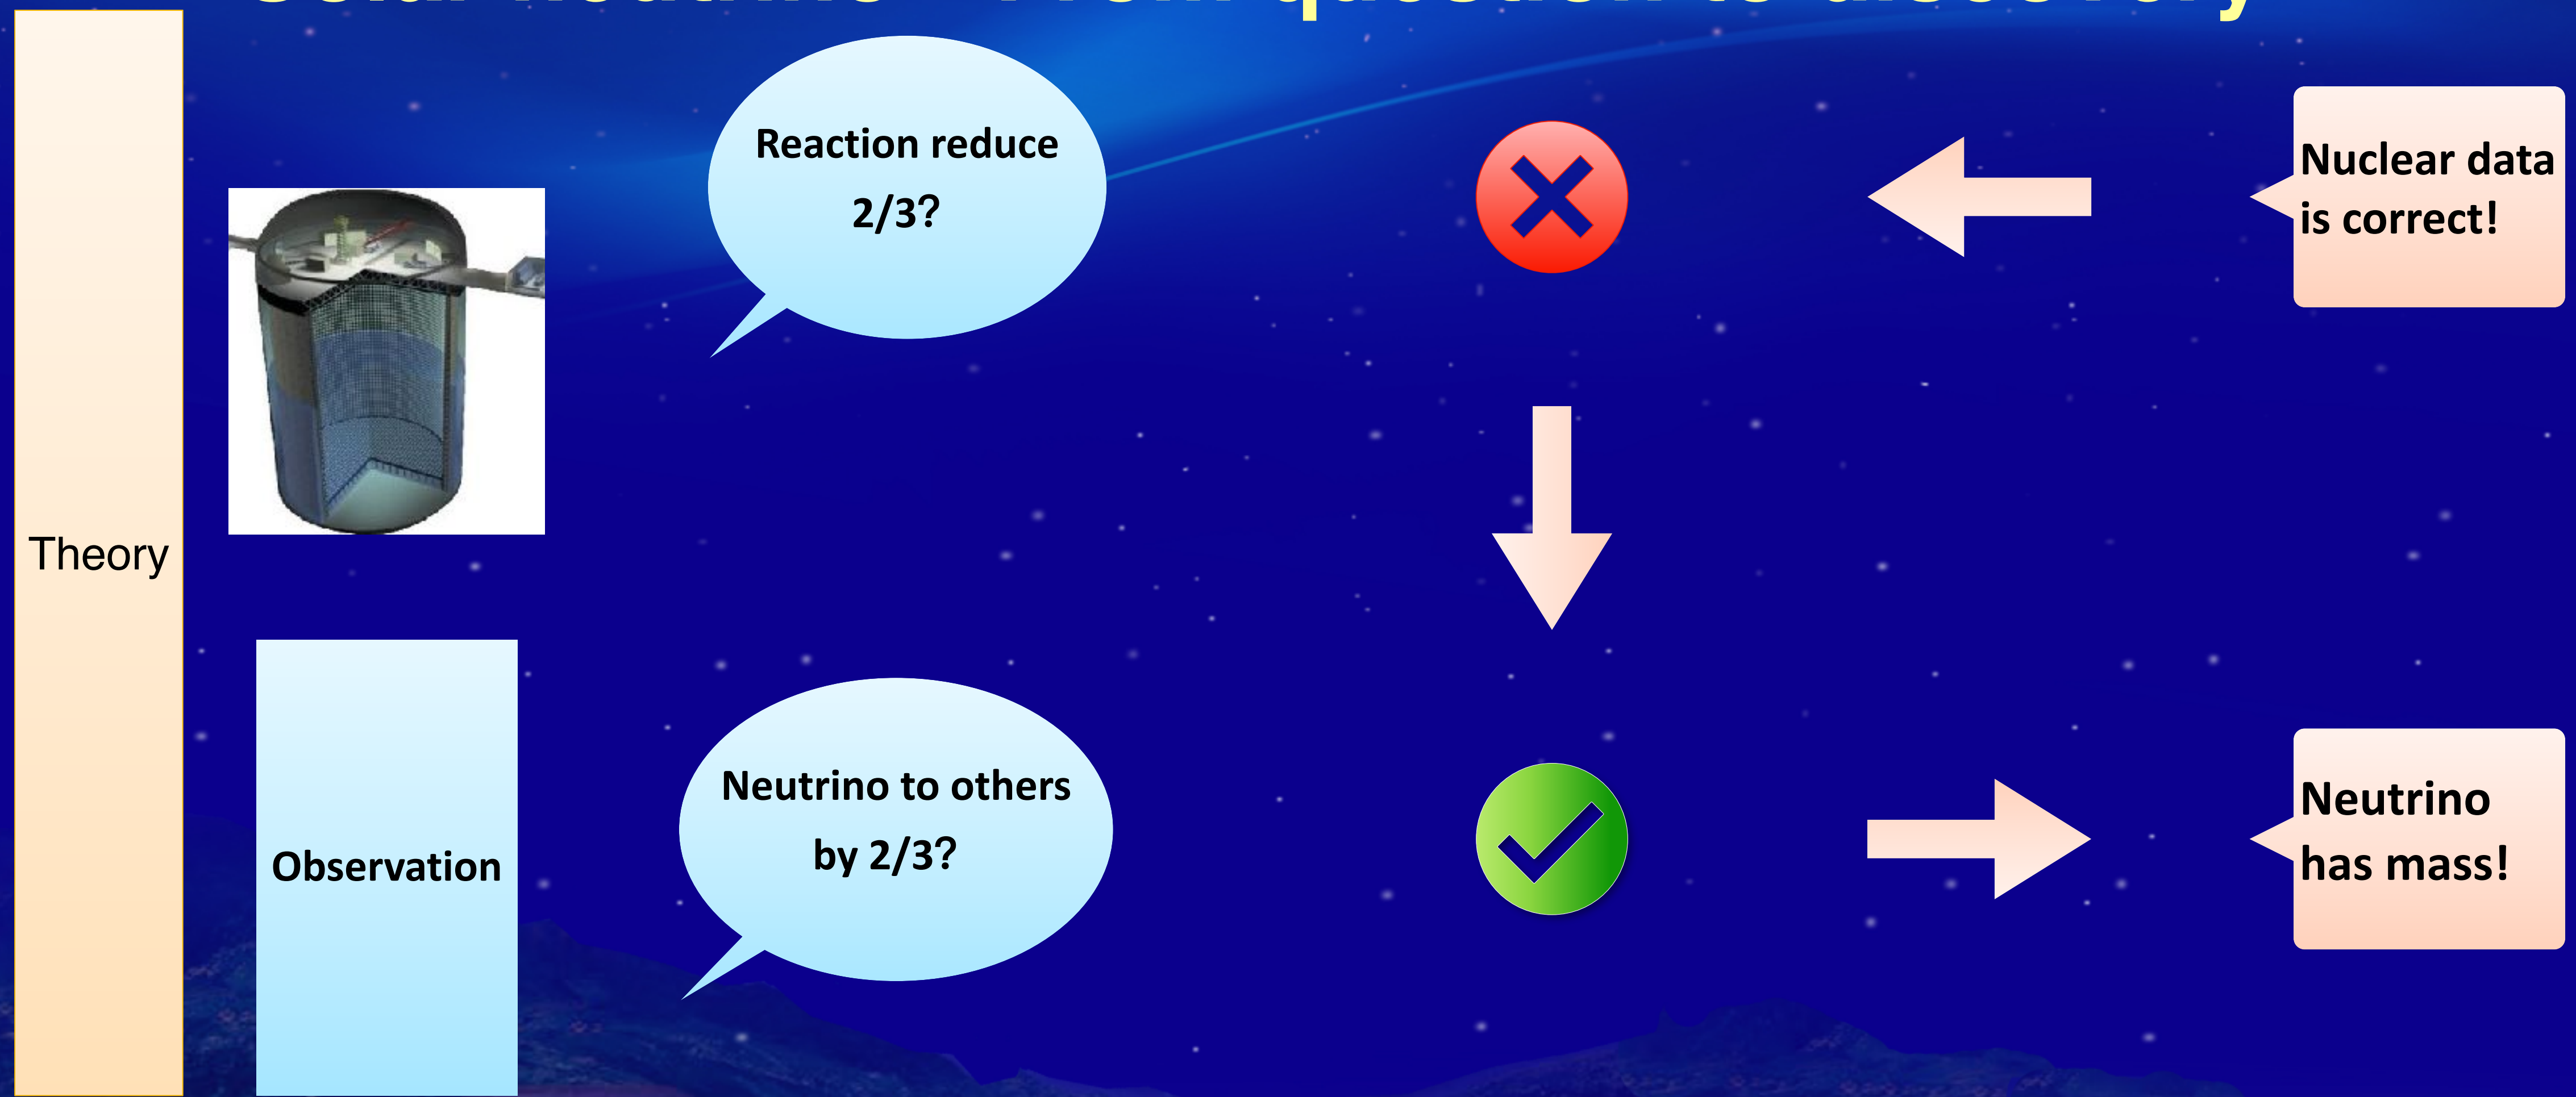 Reaction reduce
2/3?
Nuclear data
is correct!
Theory
Observation
Neutrino to others
by 2/3?
Neutrino
has mass!